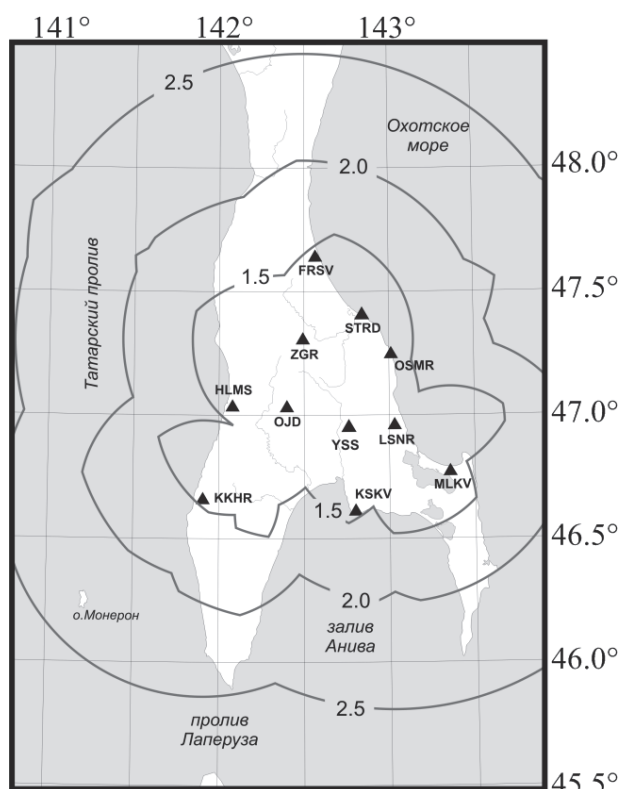 141° 142° 143°
2.5
Охотское
море
2.0
48.0°
Татарский пролив
FRSV
1.5
47.5°
STRD
ZGR
OSMR
HLMS
47.0°
OJD
YSS
LSNR
MLKV
KKHR
KSKV
1.5
46.5°
2.0
о.Монерон
залив
Анива
46.0°
2.5
пролив
Лаперуза
45.5°